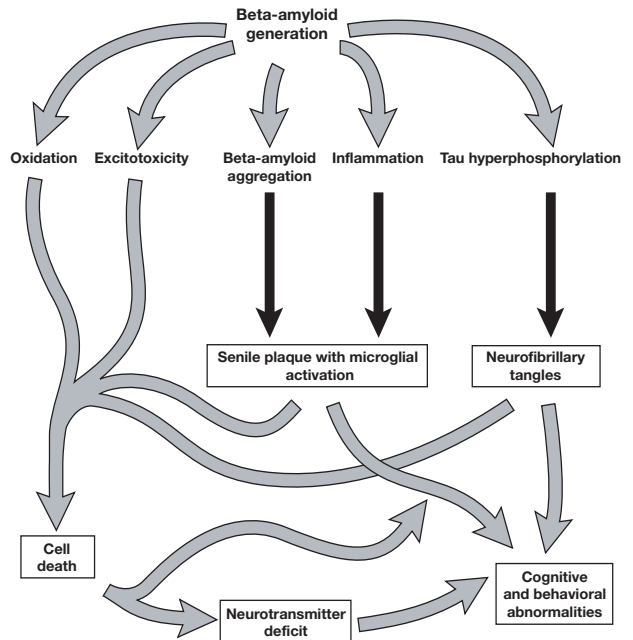 Beta-amyloid
generation
Oxidation
Excitotoxicity
Beta-amyloid
aggregation
Inflammation
Tau hyperphosphorylation
Senile plaque with microglial
activation
Neurofibrillary
tangles
Cell
death
Neurotransmitter
deficit
Cognitive
and behavioral
abnormalities